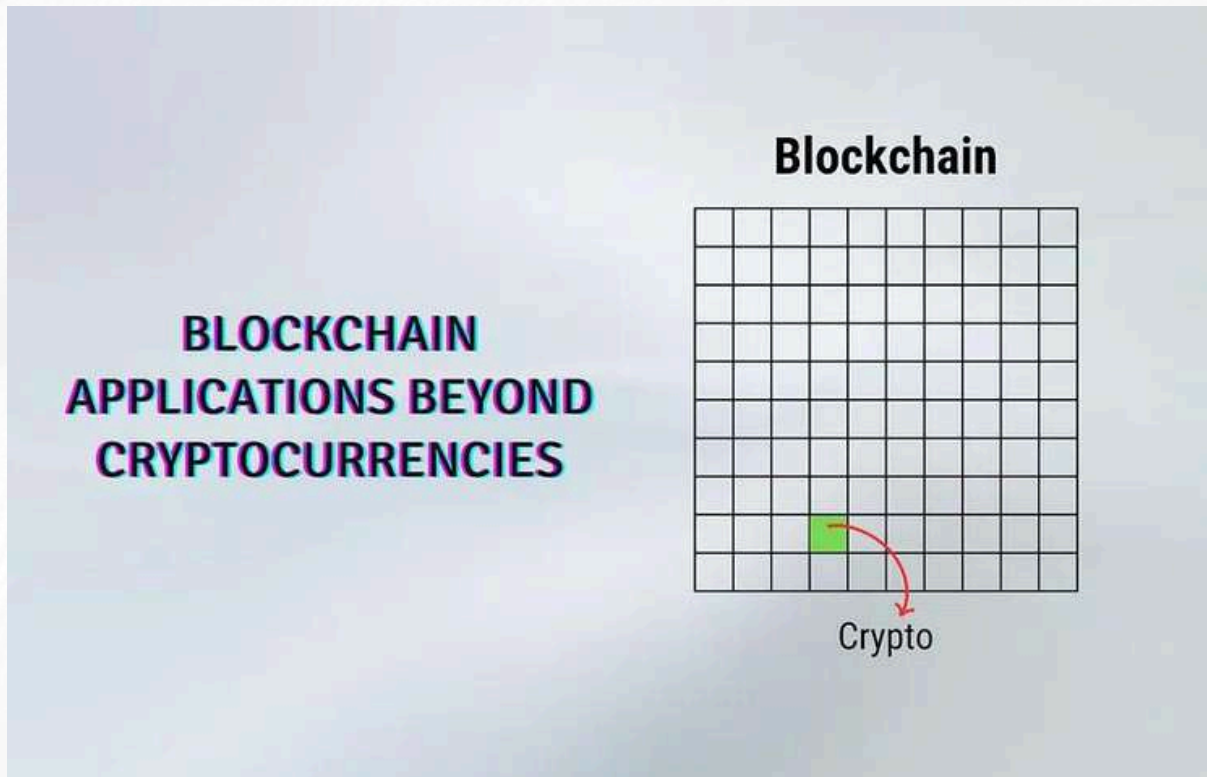 BLOCKCHAIN
APPLICATIONS BEYOND
CRYPTOCURRENCIES
Blockchain
Crypto